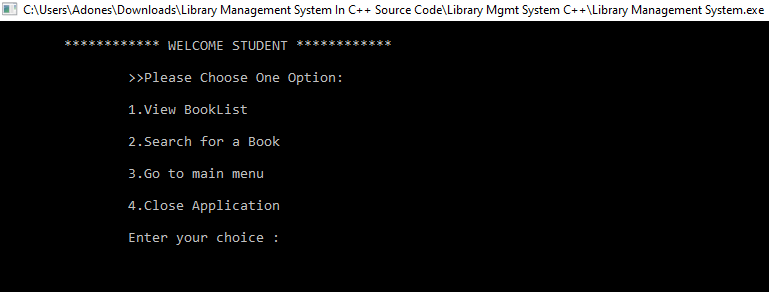 C:\Users\Adones\Downloads\Library Management System In C++ Source Code\Library Mgmt System C++\Library Management System.exe
************ WELCOME STUDENT ************
>>Please Choose One Option:
1.View BookList
2.Search for a Book
3.Go to main menu
4.Close Application
Enter your choice :